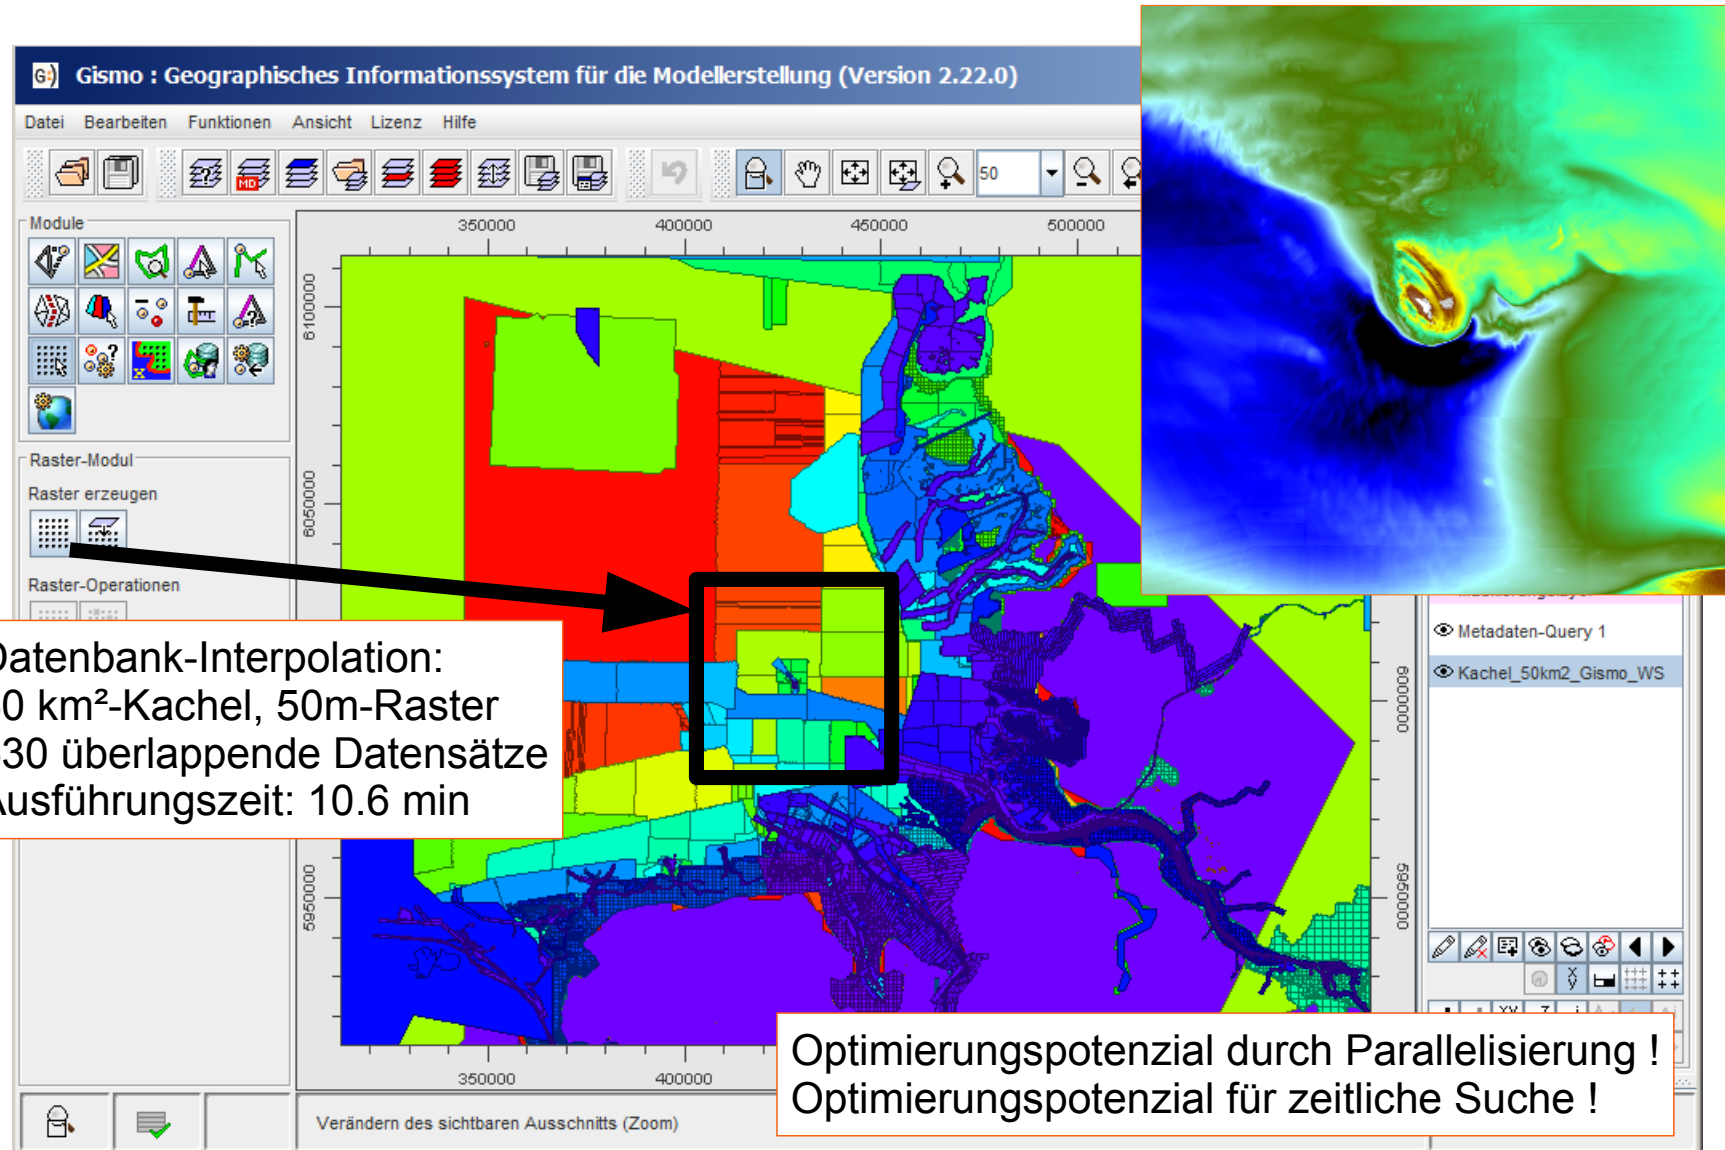 Gismo : Geographisches Informationssystem für die Modellerstellung (Version 2.22.0)
Datei Bearbeiten Funktionen Ansicht Lizenz Hilfe
MD
50
Module
Raster-Modul
Raster erzeugen
Raster-Operationen
350000 400000 450000 500000
6100000
6050000
5950000
6000000
5950000
350000 400000
Datenbank-Interpolation:
0 km²-Kachel, 50m-Raster
30 überlappende Datensätze
Ausführungszeit: 10.6 min
Metadaten-Query 1
Kachel_50km2_Gismo_WS
Optimierungspotenzial durch Parallelisierung !
Optimierungspotenzial für zeitliche Suche !
Verändern des sichtbaren Ausschnitts (Zoom)